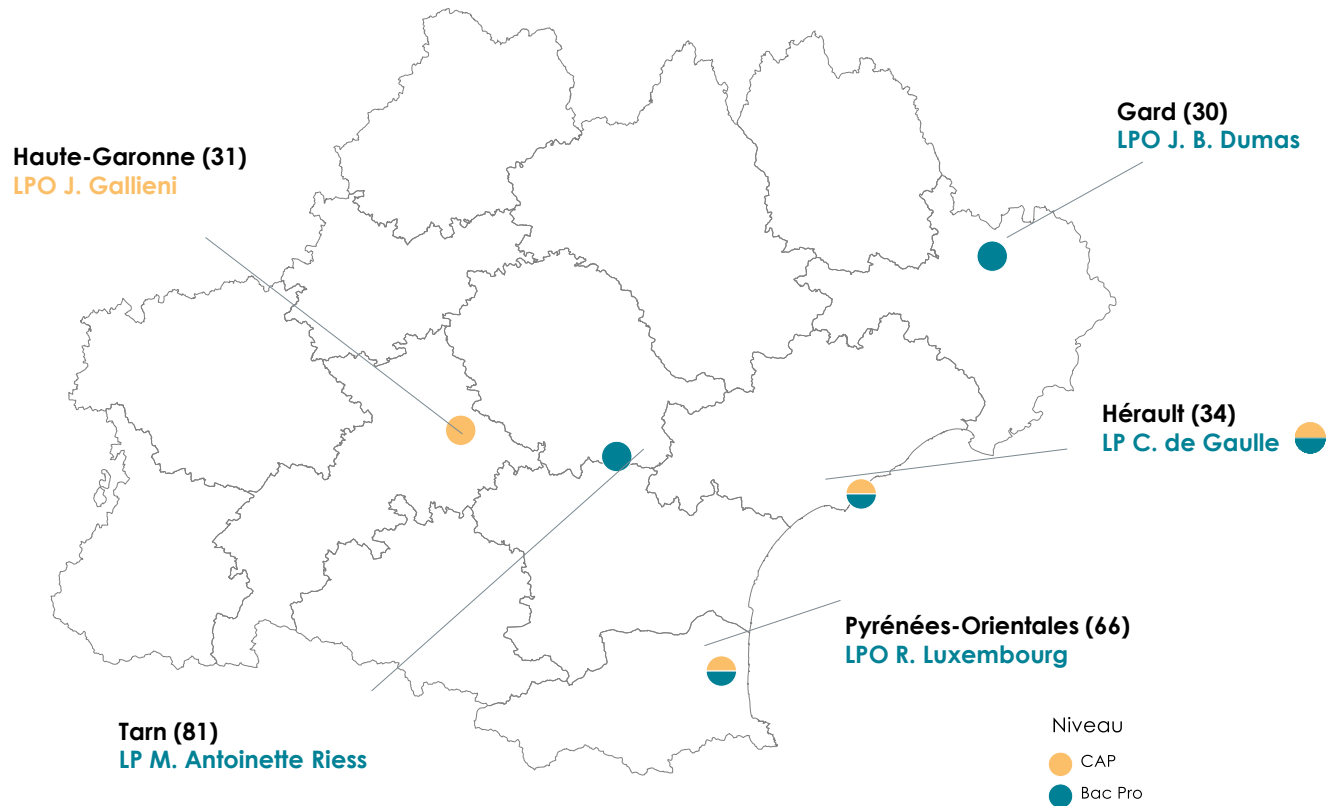 Gard (30)
LPO J. B. Dumas
Haute-Garonne (31)
LPO J. Gallieni
Hérault (34)
LP C. de Gaulle
Pyrénées-Orientales (66)
LPO R. Luxembourg
Tarn (81)
LP M. Antoinette Riess
Niveau
CAP
Bac Pro